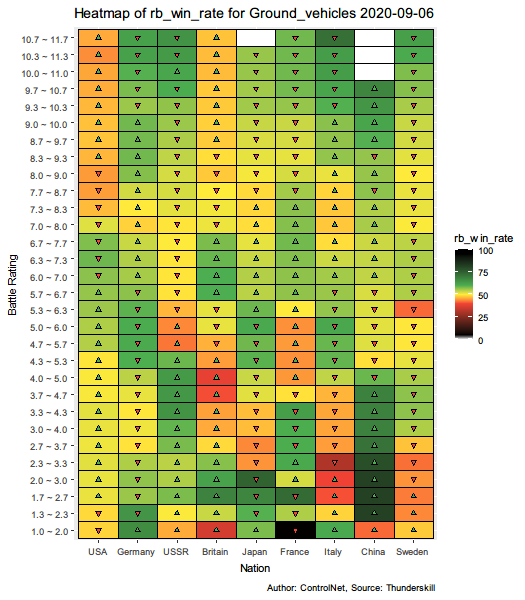 Heatmap of rb_win_rate for Ground_vehicles 2020-09-06
10.7 ~ 11.7
10.3 ~ 11.3
10.0 ~ 11.0
9.7 ~ 10.7
9.3 ~ 10.3
9.0 ~ 10.0
8.7 ~ 9.7
8.3 ~ 9.3
8.0 ~ 9.0
7.7 ~ 8.7
7.3 ~ 8.3
7.0 ~ 8.0
6.7 ~ 7.7
6.3 ~ 7.3
6.0 ~ 7.0
5.7 ~ 6.7
5.3 ~ 6.3
5.0 ~ 6.0
4.7 ~ 5.7
4.3 ~ 5.3
4.0 ~ 5.0
3.7 ~ 4.7
3.3 ~ 4.3
3.0 ~ 4.0
2.7 ~ 3.7
2.3 ~ 3.3
2.0 ~ 3.0
1.7 ~ 2.7
1.3 ~ 2.3
1.0 ~ 2.0
Battle Rating
USA Germany USSR Britain Japan France Italy China Sweden
Nation
rb_win_rate
100
75
50
25
0
Author: ControlNet, Source: Thunderskill